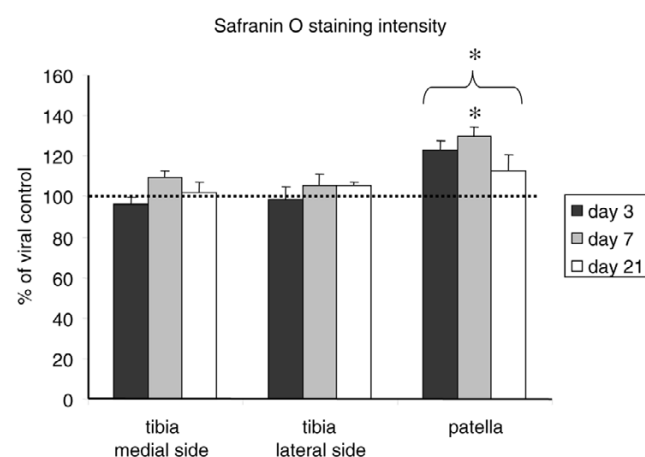 Safranin O staining intensity
*
*
% of viral control
160
140
120
100
80
60
40
20
0
tibia
medial side
tibia
lateral side
patella
day 3
day 7
day 21